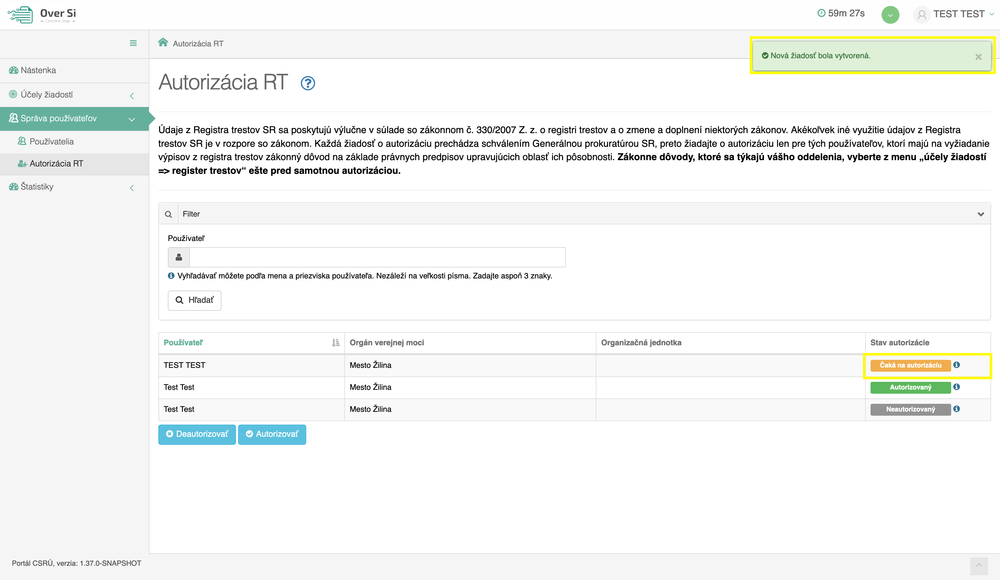 Over Si
Centrálne údaje
59m 27s
TEST TEST
Autorizácia RT
Nová žiadosť bola vytvorená.
Nástenka
Účely žiadostí
Správa používateľov
Používatelia
Autorizácia RT
Štatistiky
Autorizácia RT
Údaje z Registra trestov SR sa poskytujú výlučne v súlade so zákonnom č. 330/2007 Z. z. o registri trestov a o zmene a doplnení niektorých zákonov. Akékoľvek iné využitie údajov z Registra
trestov SR je v rozpore so zákonom. Každá žiadosť o autorizáciu prechádza schválením Generálnou prokuratúrou SR, preto žiadajte o autorizáciu len pre tých používateľov, ktorí majú na vyžiadanie
výpisov z registra trestov zákonný dôvod na základe právnych predpisov upravujúcich oblasť ich pôsobnosti. Zákonne dôvody, ktoré sa týkajú vášho oddelenia, vyberte z menu „účely žiadostí
=> register trestov“ ešte pred samotnou autorizáciou.
Filter
Používateľ
Vyhľadávať môžete podľa mena a priezviska používateľa. Nezáleží na veľkosti písma. Zadajte aspoň 3 znaky.
Hľadať
Používateľ Orgán verejnej moci Organizačná jednotka Stav autorizácie
TEST TEST Mesto Žilina Čaká na autorizáciu
Test Test Mesto Žilina Autorizovaný
Test Test Mesto Žilina Neautorizovaný
Deautorizovať Autorizovať
Portál CSRÚ, verzia: 1.37.0-SNAPSHOT